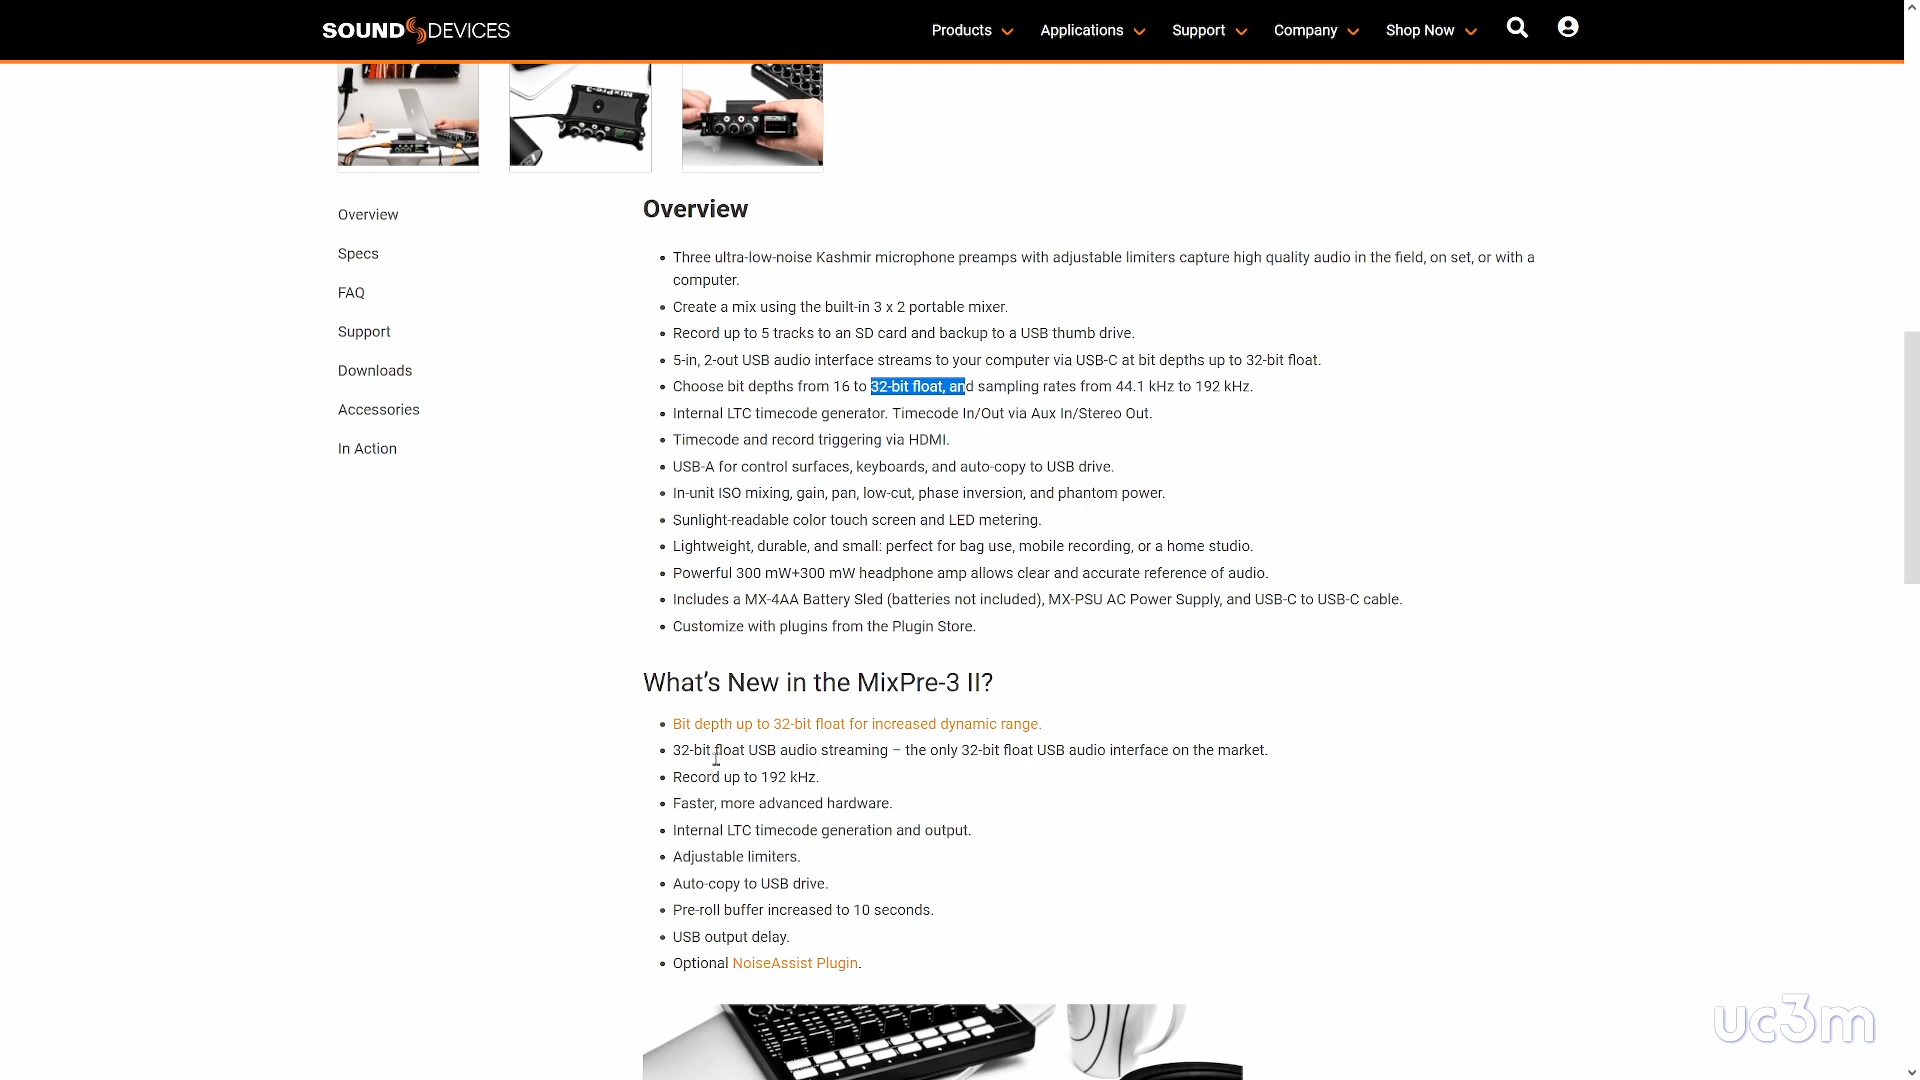 SOUND DEVICES
Products
Applications
Support
Company
Shop Now
MixPre-3
Overview
Specs
FAQ
Support
Downloads
Accessories
In Action
Overview
Three ultra-low-noise Kashmir microphone preamps with adjustable limiters capture high quality audio in the field, on set, or with a
computer.
Create a mix using the built-in 3 x 2 portable mixer.
Record up to 5 tracks to an SD card and backup to a USB thumb drive.
5-in, 2-out USB audio interface streams to your computer via USB-C at bit depths up to 32-bit float.
Choose bit depths from 16 to 32-bit float, and sampling rates from 44.1 kHz to 192 kHz.
Internal LTC timecode generator. Timecode In/Out via Aux In/Stereo Out.
Timecode and record triggering via HDMI.
USB-A for control surfaces, keyboards, and auto-copy to USB drive.
In-unit ISO mixing, gain, pan, low-cut, phase inversion, and phantom power.
Sunlight-readable color touch screen and LED metering.
Lightweight, durable, and small: perfect for bag use, mobile recording, or a home studio.
Powerful 300 mW+300 mW headphone amp allows clear and accurate reference of audio.
Includes a MX-4AA Battery Sled (batteries not included), MX-PSU AC Power Supply, and USB-C to USB-C cable.
Customize with plugins from the Plugin Store.
What's New in the MixPre-3 II?
Bit depth up to 32-bit float for increased dynamic range.
32-bit float USB audio streaming – the only 32-bit float USB audio interface on the market.
Record up to 192 kHz.
Faster, more advanced hardware.
Internal LTC timecode generation and output.
Adjustable limiters.
Auto-copy to USB drive.
Pre-roll buffer increased to 10 seconds.
USB output delay.
Optional NoiseAssist Plugin.
uc3m